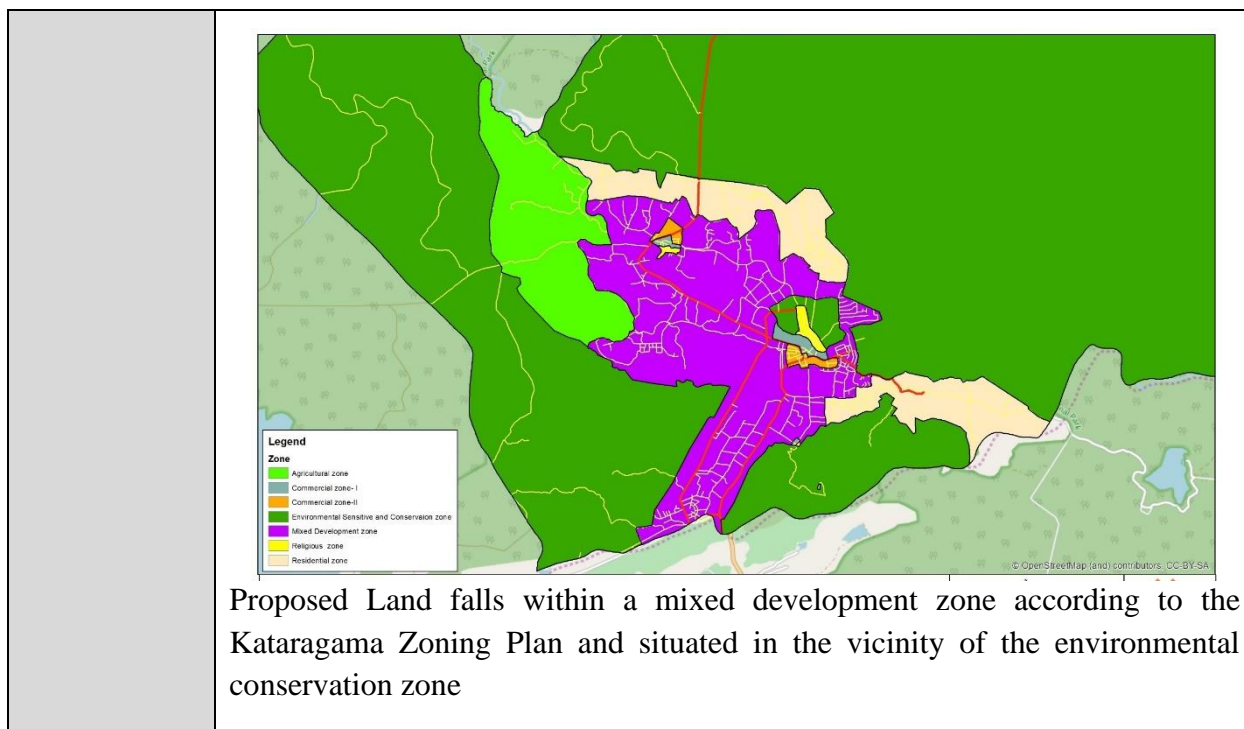 Legend
Zone
Agricultural zone
Commercial zone- I
Commercial zone-II
Environmental Sensitive and Conservaion zone
Mixed Development zone
Religious zone
Residential zone
© OpenStreetMap (and) contributors, CC-BY-SA
Proposed Land falls within a mixed development zone according to the
Kataragama Zoning Plan and situated in the vicinity of the environmental
conservation zone